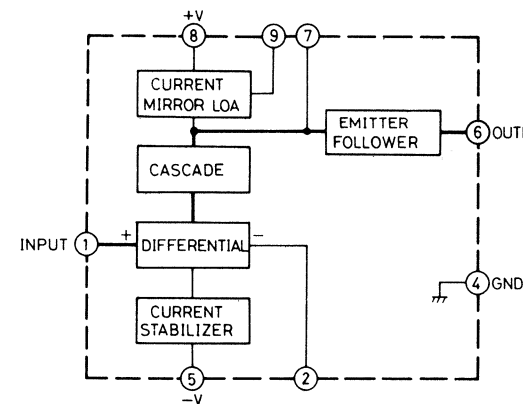 +V
8
9
7
CURRENT
MIRROR LOA
EMITTER
FOLLOWER
6
OUTI
CASCADE
INPUT
1
+
DIFFERENTIAL
−
4
GND
CURRENT
STABILIZER
5
2
−V